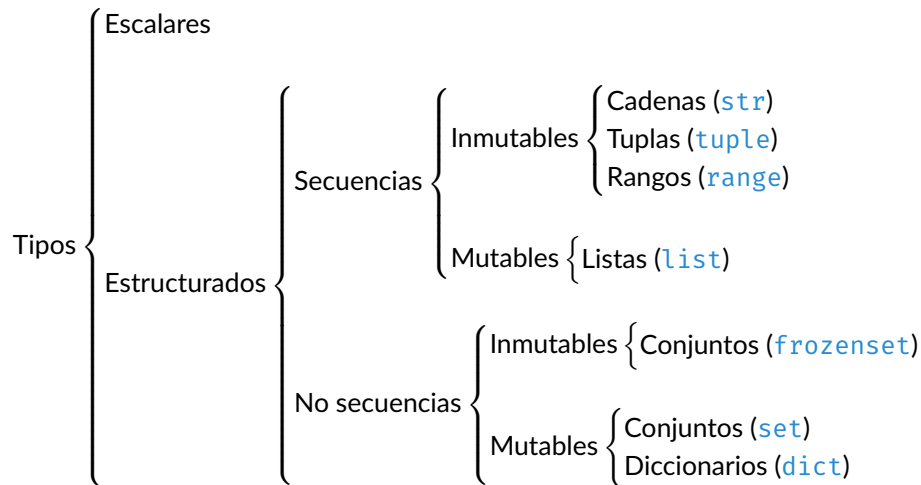 Tipos
Escalares
Estructurados
Secuencias
Inmutables
Cadenas (str)
Tuplas (tuple)
Rangos (range)
Mutables
Listas (list)
No secuencias
Inmutables
Conjuntos (frozenset)
Mutables
Conjuntos (set)
Diccionarios (dict)